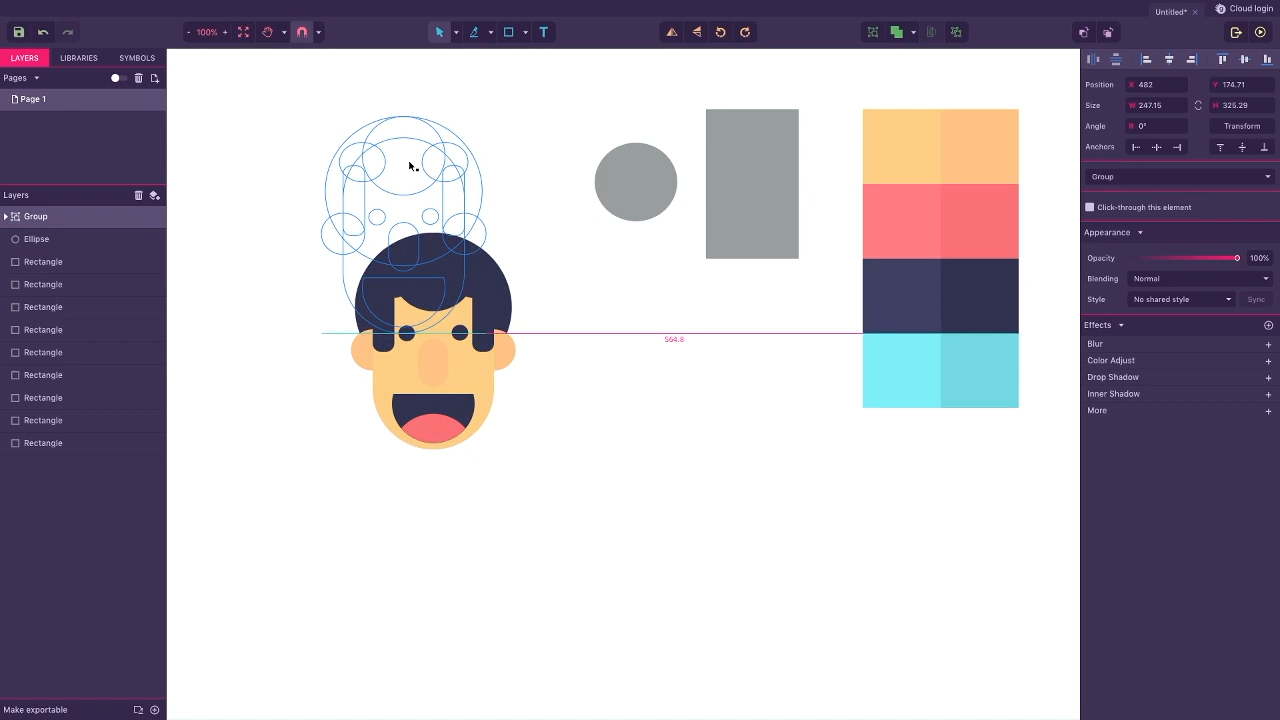 Untitled*
Cloud login
- 100% +
T
LAYERS LIBRARIES SYMBOLS
Pages
Page 1
Layers
Group
Ellipse
Rectangle
Rectangle
Rectangle
Rectangle
Rectangle
Rectangle
Rectangle
Rectangle
Rectangle
Make exportable
564.8
Position X 482 Y 174.71
Size W 247.15 H 325.29
Angle R 0° Transform
Anchors
Group
Click-through this element
Appearance
Opacity 100%
Blending Normal
Style No shared style Sync
Effects
Blur +
Color Adjust +
Drop Shadow +
Inner Shadow +
More +